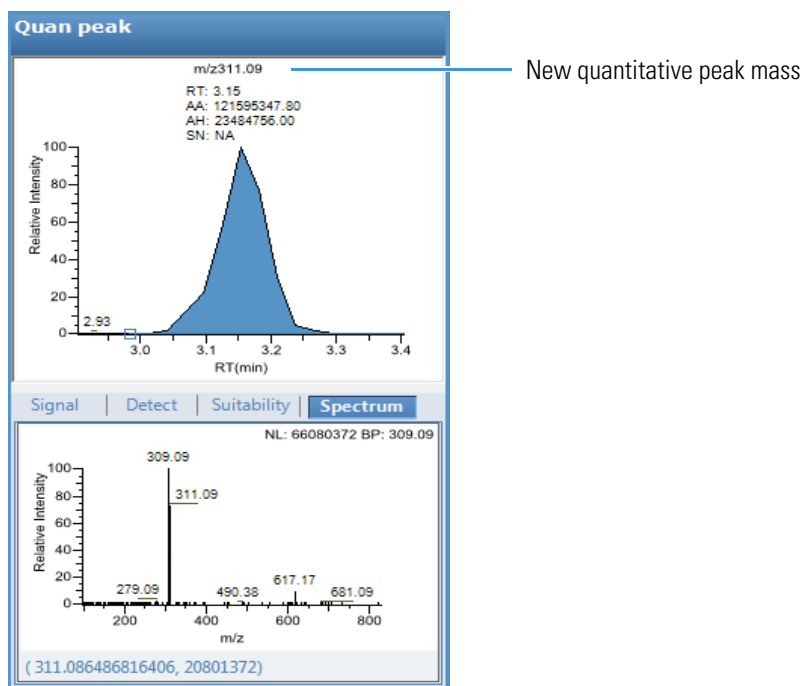 Quan peak
m/z311.09
New quantitative peak mass
RT: 3.15
AA: 121595347.80
AH: 23484756.00
SN: NA
Relative Intensity
100
80
60
40
20
0
2.93
3.0 3.1 3.2 3.3 3.4
RT(min)
Signal Detect Suitability Spectrum
NL: 66080372 BP: 309.09
309.09
311.09
Relative Intensity
100
80
60
40
20
0
279.09
490.38
617.17
681.09
200 400 600 800
m/z
( 311.086486816406, 20801372)